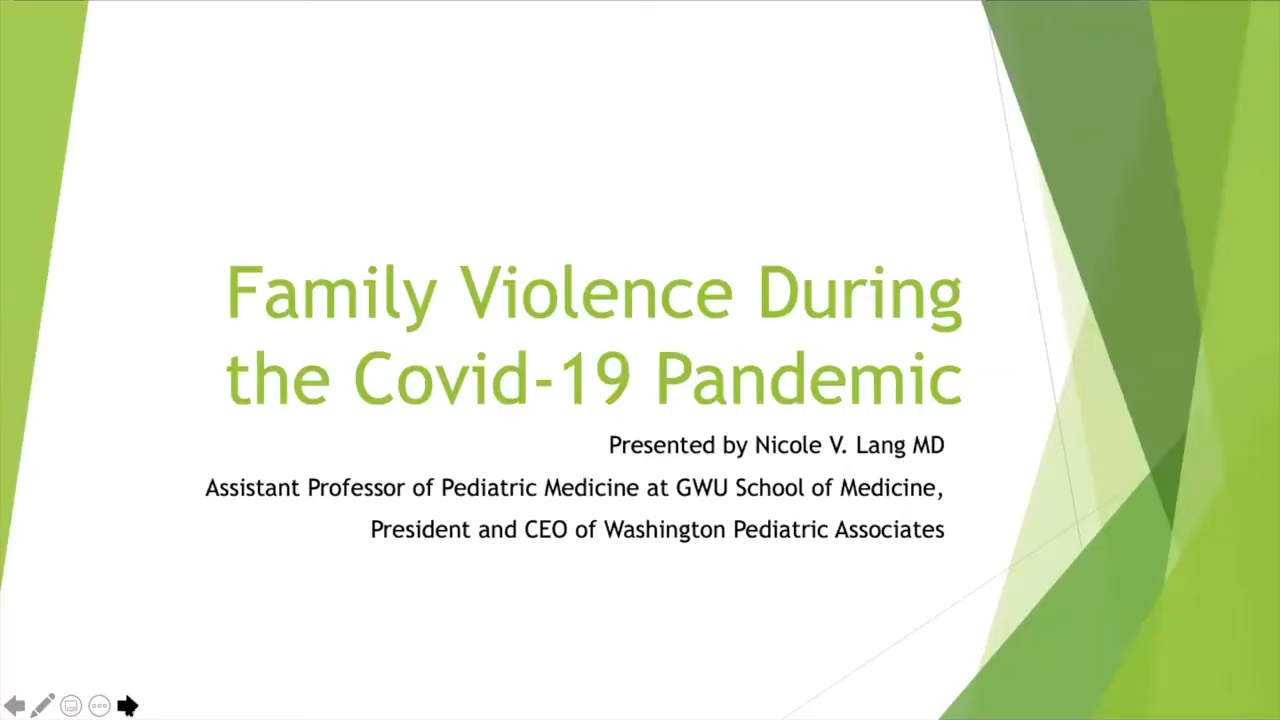 Family Violence During
the Covid-19 Pandemic
Presented by Nicole V. Lang MD
Assistant Professor of Pediatric Medicine at GWU School of Medicine,
President and CEO of Washington Pediatric Associates